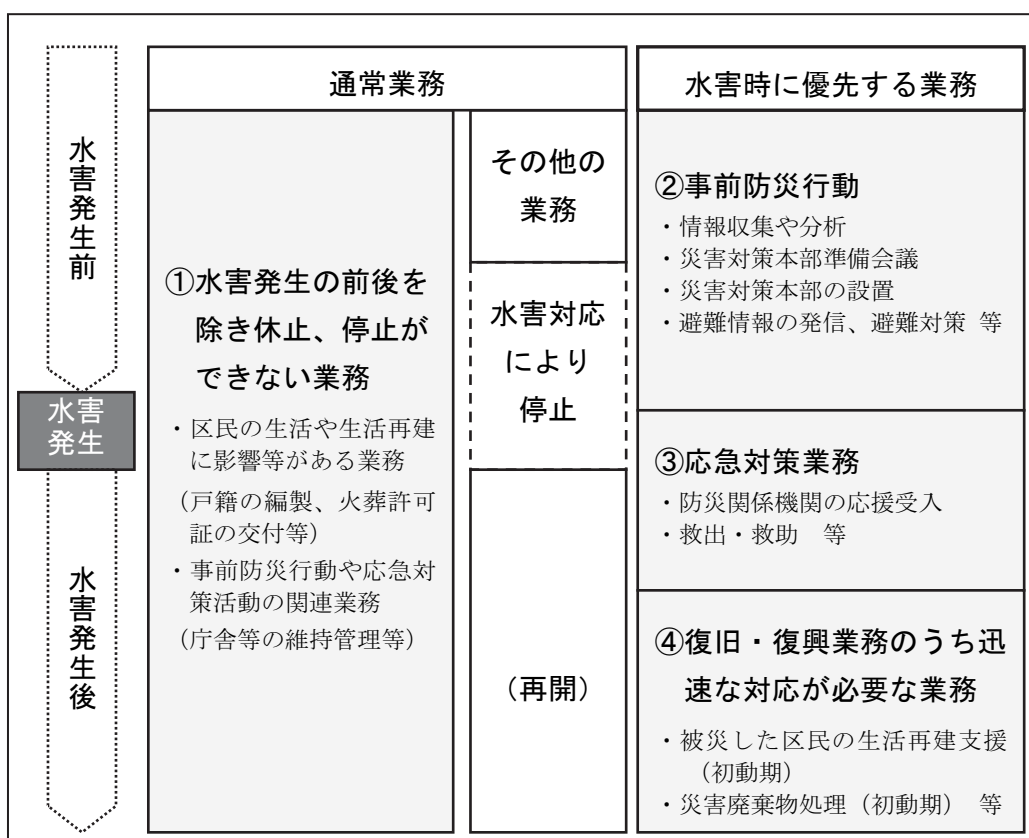 水害発生前
水害
発生
水害発生後
通常業務
①水害発生の前後を
除き休止、停止が
できない業務
・区民の生活や生活再建
に影響等がある業務
（戸籍の編製、火葬許可
証の交付等）
・事前防災行動や応急対
策活動の関連業務
（庁舎等の維持管理等）
その他の
業務
水害対応
により
停止
（再開）
水害時に優先する業務
②事前防災行動
・情報収集や分析
・災害対策本部準備会議
・災害対策本部の設置
・避難情報の発信、避難対策 等
③応急対策業務
・防災関係機関の応援受入
・救出・救助　等
④復旧・復興業務のうち迅
速な対応が必要な業務
・被災した区民の生活再建支援
（初動期）
・災害廃棄物処理（初動期） 等